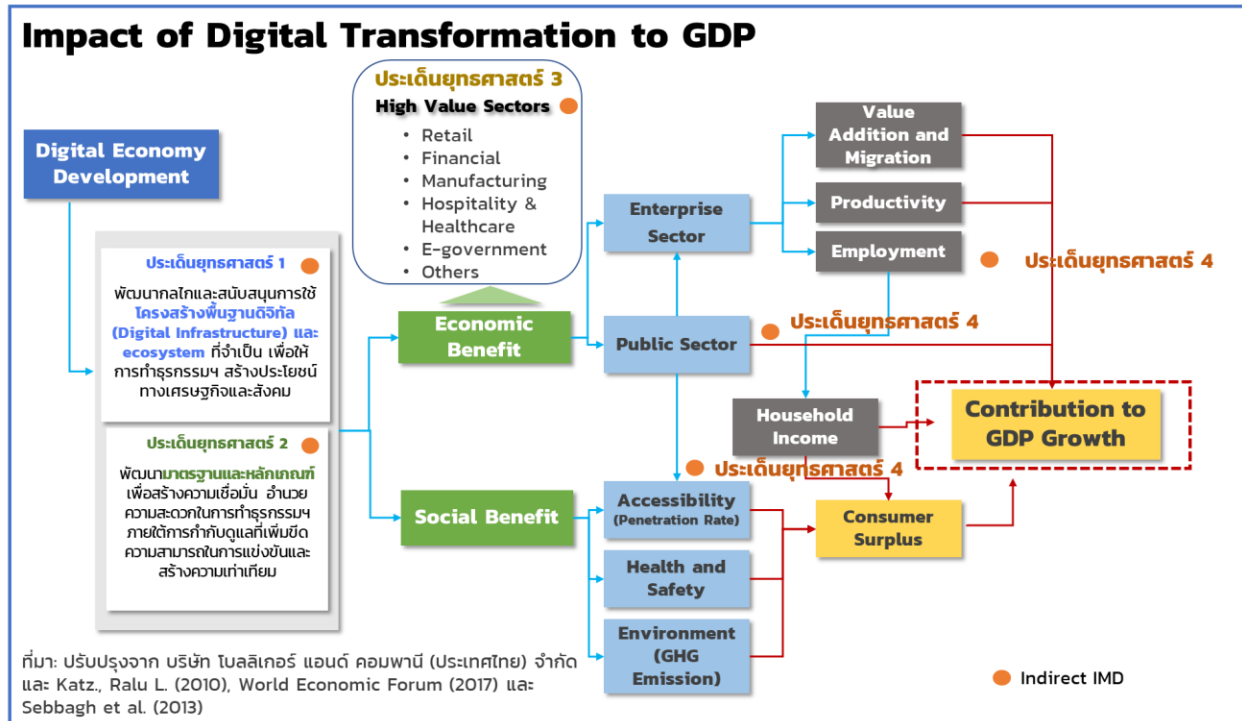 Impact of Digital Transformation to GDP
ประเด็นยุทธศาสตร์ 3
High Value Sectors
• Retail
• Financial
• Manufacturing
• Hospitality &
Healthcare
• E-government
• Others
Digital Economy
Development
ประเด็นยุทธศาสตร์ 1
พัฒนากลไกและสนับสนุนการใช้
โครงสร้างพื้นฐานดิจิทัล
(Digital Infrastructure) และ
ecosystem ที่จำเป็น เพื่อให้
การทำธุรกรรมฯ สร้างประโยชน์
ทางเศรษฐกิจและสังคม
ประเด็นยุทธศาสตร์ 2
พัฒนามาตรฐานและหลักเกณฑ์
เพื่อสร้างความเชื่อมั่น อำนวย
ความสะดวกในการทำธุรกรรมฯ
ภายใต้การกำกับดูแลที่เพิ่มขีด
ความสามารถในการแข่งขันและ
สร้างความเท่าเทียม
Economic
Benefit
Social Benefit
Enterprise
Sector
Public Sector
ประเด็นยุทธศาสตร์ 4
Value
Addition and
Migration
Productivity
Employment
ประเด็นยุทธศาสตร์ 4
Household
Income
Contribution to
GDP Growth
ประเด็นยุทธศาสตร์ 4
Accessibility
(Penetration Rate)
Health and
Safety
Environment
(GHG
Emission)
Consumer
Surplus
ที่มา: ปรับปรุงจาก บริษัท โบลลิเกอร์ แอนด์ คอมพานี (ประเทศไทย) จำกัด
และ Katz., Ralu L. (2010), World Economic Forum (2017) และ
Sebbagh et al. (2013)
Indirect IMD